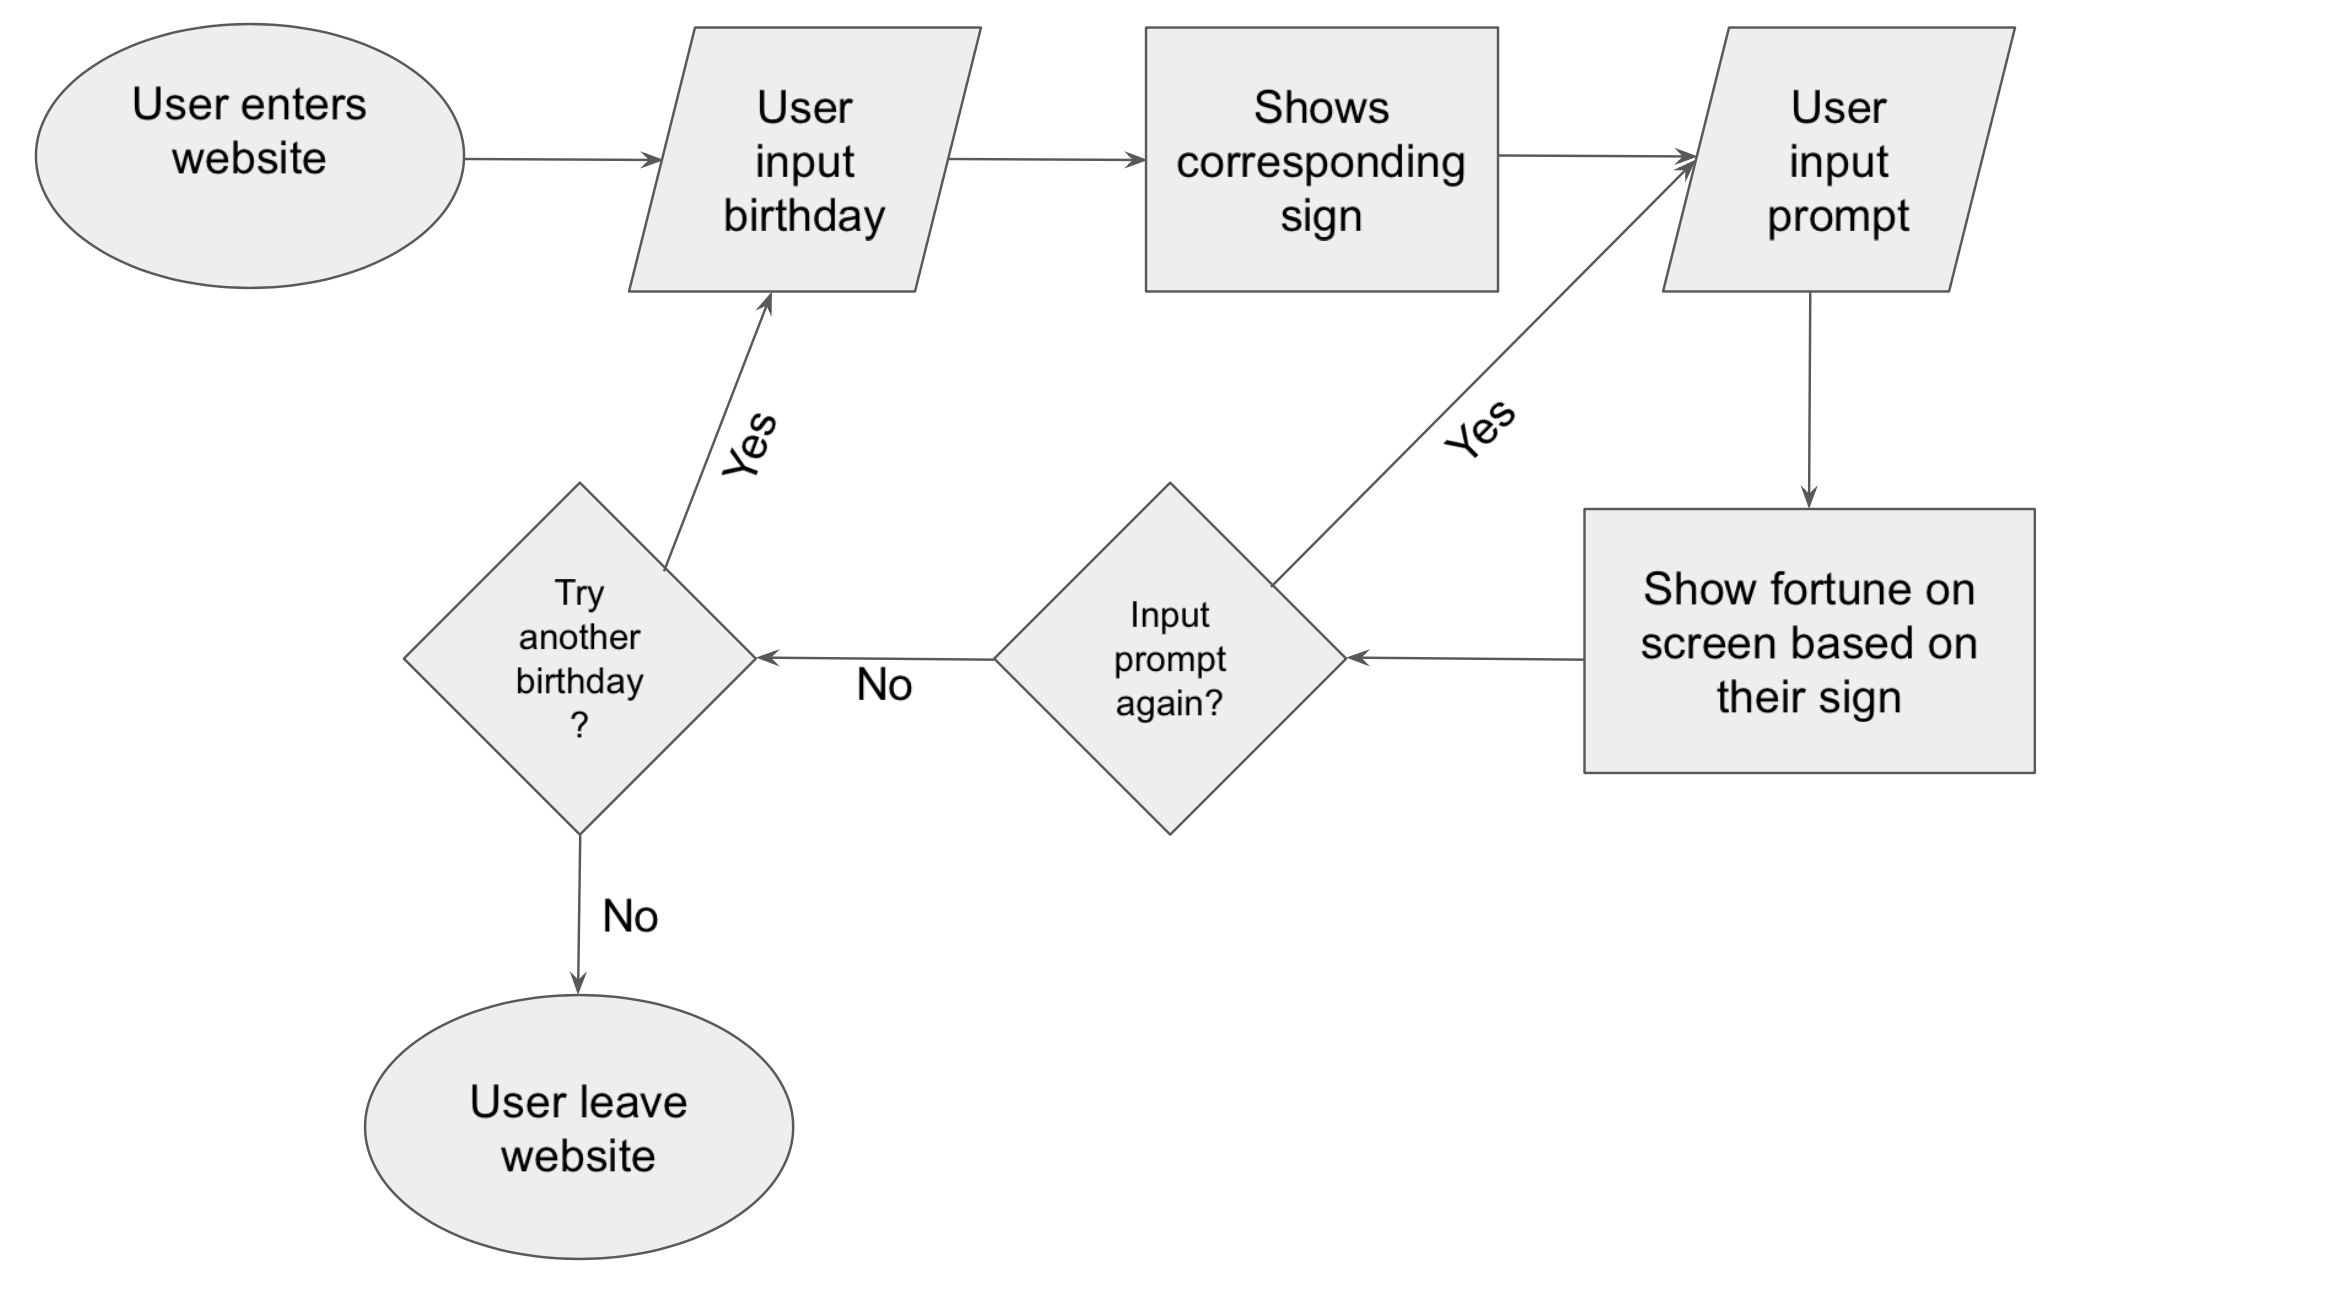 User enters
website
User
input
birthday
Shows
corresponding
sign
User
input
prompt
Yes
Yes
Try
another
birthday
?
No
Input
prompt
again?
Show fortune on
screen based on
their sign
No
User leave
website